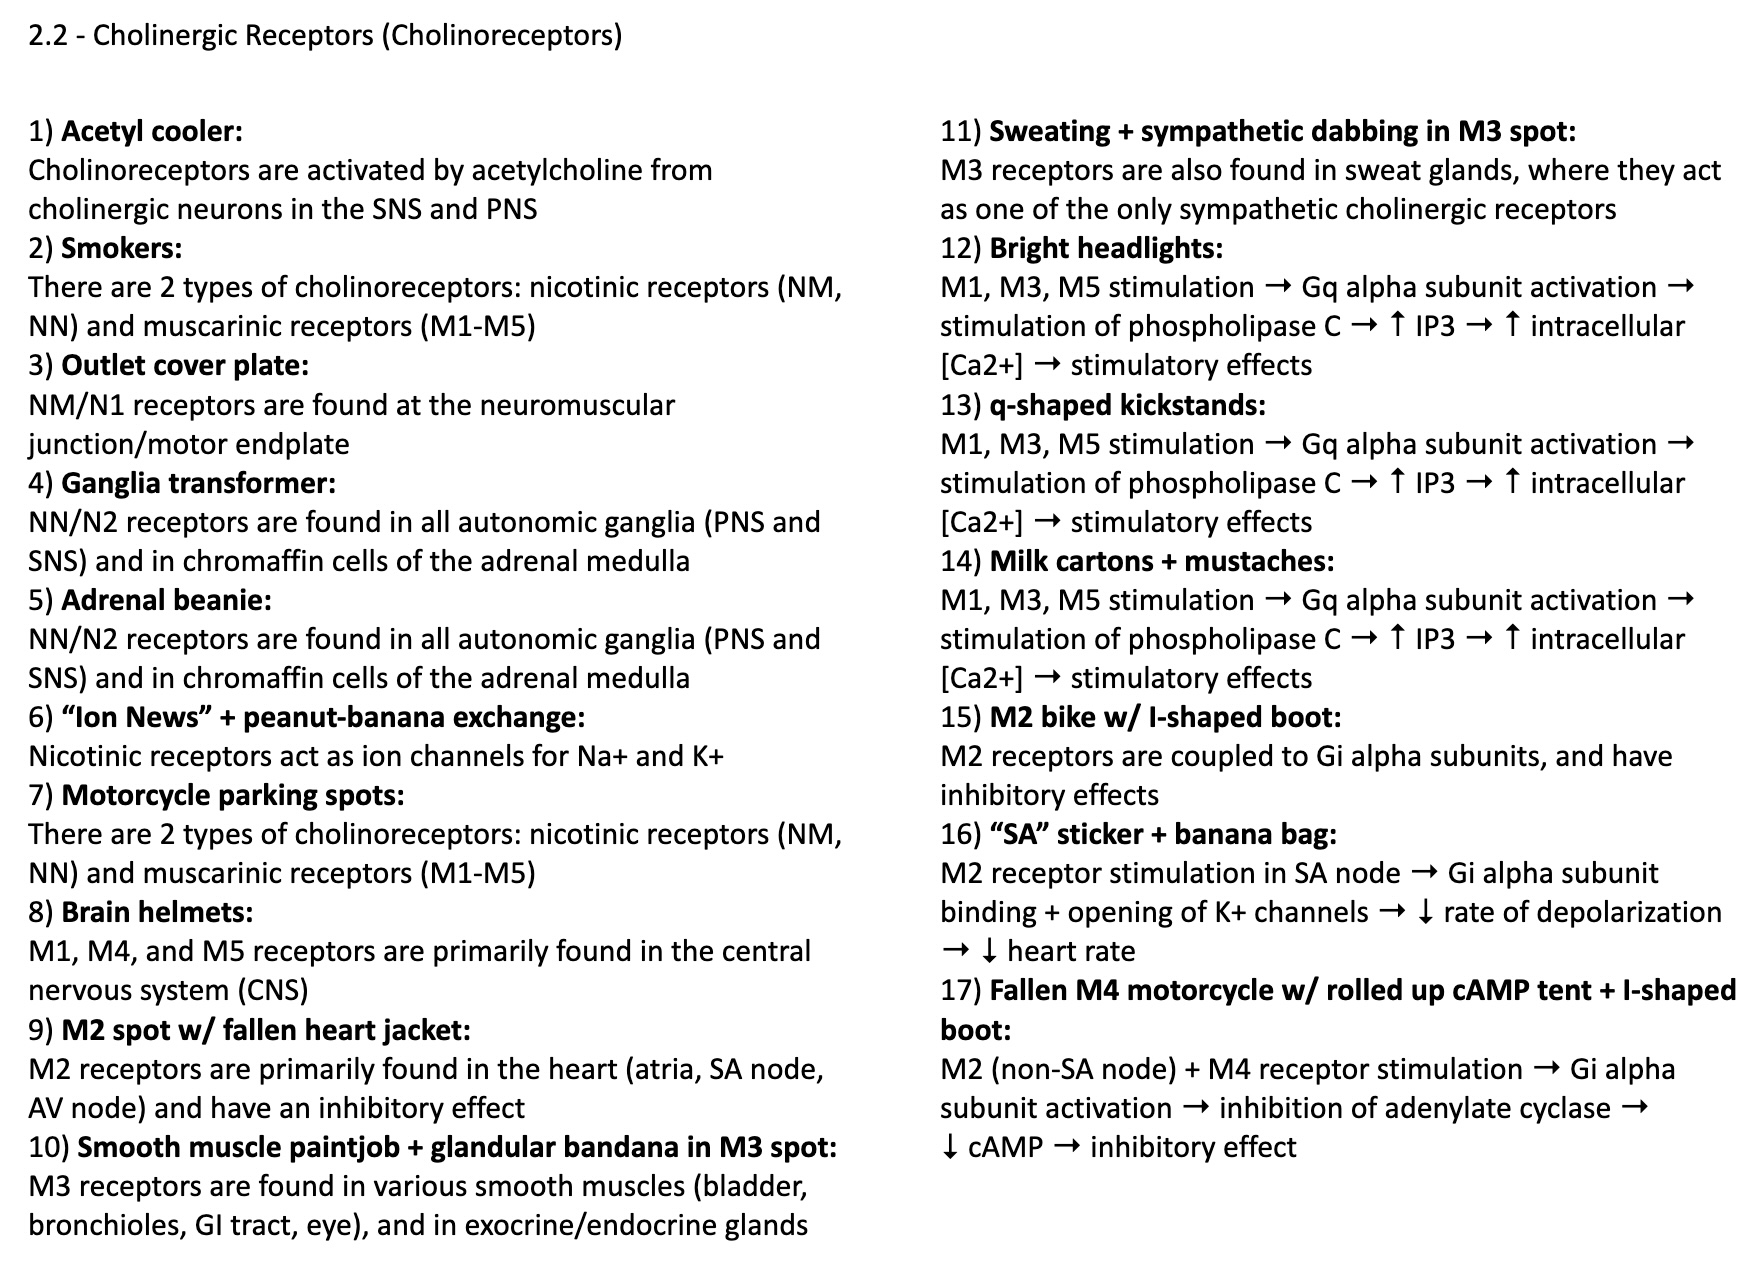 2.2 - Cholinergic Receptors (Cholinoreceptors)
1) Acetyl cooler:
Cholinoreceptors are activated by acetylcholine from
cholinergic neurons in the SNS and PNS
2) Smokers:
There are 2 types of cholinoreceptors: nicotinic receptors (NM,
NN) and muscarinic receptors (M1-M5)
3) Outlet cover plate:
NM/N1 receptors are found at the neuromuscular
junction/motor endplate
4) Ganglia transformer:
NN/N2 receptors are found in all autonomic ganglia (PNS and
SNS) and in chromaffin cells of the adrenal medulla
5) Adrenal beanie:
NN/N2 receptors are found in all autonomic ganglia (PNS and
SNS) and in chromaffin cells of the adrenal medulla
6) “Ion News” + peanut-banana exchange:
Nicotinic receptors act as ion channels for Na+ and K+
7) Motorcycle parking spots:
There are 2 types of cholinoreceptors: nicotinic receptors (NM,
NN) and muscarinic receptors (M1-M5)
8) Brain helmets:
M1, M4, and M5 receptors are primarily found in the central
nervous system (CNS)
9) M2 spot w/ fallen heart jacket:
M2 receptors are primarily found in the heart (atria, SA node,
AV node) and have an inhibitory effect
10) Smooth muscle paintjob + glandular bandana in M3 spot:
M3 receptors are found in various smooth muscles (bladder,
bronchioles, GI tract, eye), and in exocrine/endocrine glands
11) Sweating + sympathetic dabbing in M3 spot:
M3 receptors are also found in sweat glands, where they act
as one of the only sympathetic cholinergic receptors
12) Bright headlights:
M1, M3, M5 stimulation → Gq alpha subunit activation →
stimulation of phospholipase C → ↑ IP3 → ↑ intracellular
[Ca2+] → stimulatory effects
13) q-shaped kickstands:
M1, M3, M5 stimulation → Gq alpha subunit activation →
stimulation of phospholipase C → ↑ IP3 → ↑ intracellular
[Ca2+] → stimulatory effects
14) Milk cartons + mustaches:
M1, M3, M5 stimulation → Gq alpha subunit activation →
stimulation of phospholipase C → ↑ IP3 → ↑ intracellular
[Ca2+] → stimulatory effects
15) M2 bike w/ I-shaped boot:
M2 receptors are coupled to Gi alpha subunits, and have
inhibitory effects
16) “SA” sticker + banana bag:
M2 receptor stimulation in SA node → Gi alpha subunit
binding + opening of K+ channels → ↓ rate of depolarization
→ ↓ heart rate
17) Fallen M4 motorcycle w/ rolled up cAMP tent + I-shaped
boot:
M2 (non-SA node) + M4 receptor stimulation → Gi alpha
subunit activation → inhibition of adenylate cyclase →
↓ cAMP → inhibitory effect